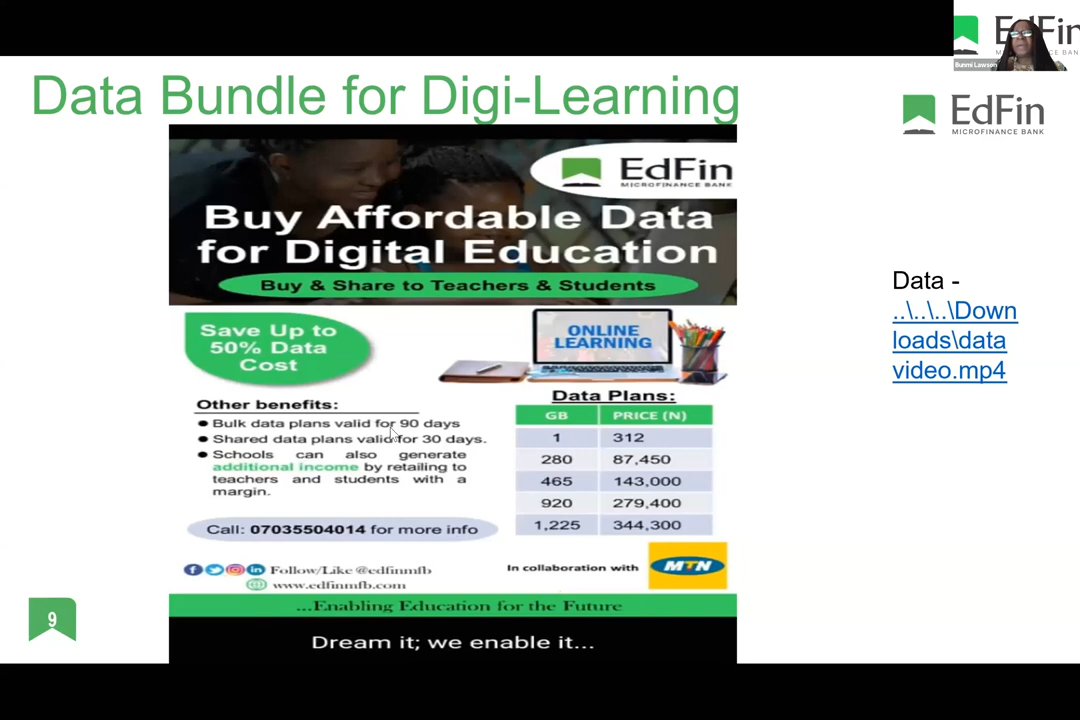 EdFin
CE BANK
Bunmi Lawson
Data Bundle for Digi-Learning
EdFin
MICROFINANCE BANK
EdFin
MICROFINANCE BANK
Buy Affordable Data
for Digital Education
Buy & Share to Teachers & Students
Save Up to
50% Data
Cost
ONLINE
LEARNING
Other benefits:
● Bulk data plans valid for 90 days
● Shared data plans valid for 30 days.
● Schools can also generate
additional income by retailing to
teachers and students with a
margin.
Data Plans:
GB PRICE (N)
1 312
280 87,450
465 143,000
920 279,400
1,225 344,300
Call: 07035504014 for more info
Follow/Like @edfinmfb
www.edfinmfb.com
In collaboration with MTN
...Enabling Education for the Future
Dream it; we enable it...
Data -
..\..\..\Down
loads\data
video.mp4
9